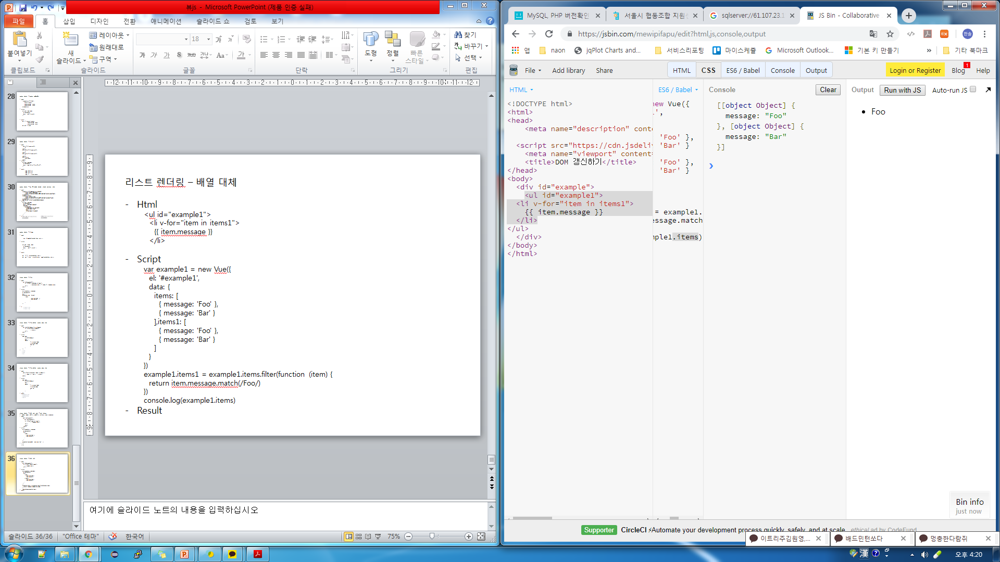 뷰js - Microsoft PowerPoint (제품 인증 실패)
파일
홈
삽입
디자인
전환
애니메이션
슬라이드 쇼
검토
보기
붙여넣기
클립보드
새
슬라이드
레이아웃
원래대로
구역
슬라이드
18
글꼴
단락
도형
정렬
빠른
스타일
그리기
찾기
바꾸기
선택
편집
28
29
30
31
32
33
34
35
36
리스트 렌더링 – 배열 대체
- Html
<ul id="example1">
<li v-for="item in items1">
{{ item.message }}
</li>
- Script
var example1 = new Vue({
el: '#example1',
data: {
items: [
{ message: 'Foo' },
{ message: 'Bar' }
],items1: [
{ message: 'Foo' },
{ message: 'Bar' }
]
}
})
example1.items1 = example1.items.filter(function (item) {
return item.message.match(/Foo/)
})
console.log(example1.items)
- Result
여기에 슬라이드 노트의 내용을 입력하십시오
슬라이드 36/36
"Office 테마"
한국어
75%
MySQL, PHP 버전확인
서울시 협동조합 지원센
sqlserver://61.107.23.1
JS Bin - Collaborative
https://jsbin.com/mewipifapu/edit?html,js,console,output
한솔
앱
naon
jqPlot Charts and...
서비스리포팅
마이스케쥴
Microsoft Outlook...
기본 키 만들기
»
기타 북마크
File
Add library
Share
HTML
CSS
ES6 / Babel
Console
Output
Login or Register
Blog
1
Help
HTML
<!DOCTYPE html>
<html>
<head>
<meta name="description" conte
<script src="https://cdn.jsdeliv
<meta name="viewport" content=
<title>DOM 갱신하기</title>
</head>
<body>
<div id="example">
<ul id="example1">
<li v-for="item in items1">
{{ item.message }}
</li>
</ul>
</div>
</body>
</html>
ES6 / Babel
new Vue({
',
'Foo' },
'Bar' }
'Foo' },
'Bar' }
= example1.
essage.match
mple1.items)
Console
Clear
[[object Object] {
message: "Foo"
}, [object Object] {
message: "Bar"
}]
Output
Run with JS
Auto-run JS
• Foo
Bin info
just now
Supporter
CircleCI ⚡Automate your development process quickly, safely, and at scale.
ethical ad by CodeFund
이트리주김원영,...
배드민턴쏘다
멍충한다람쥐
漢
오후 4:20